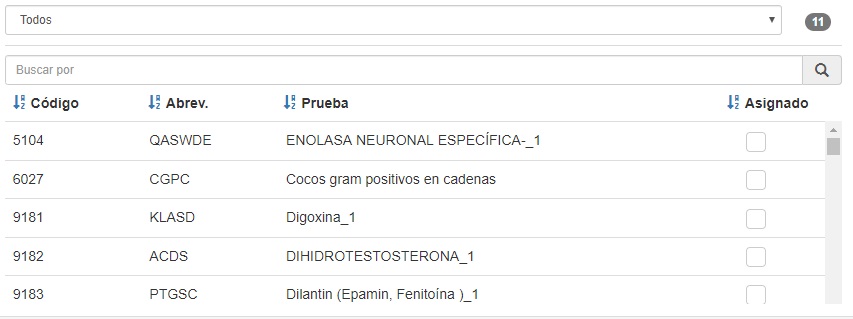 Todos
11
Buscar por
Código Abrev. Prueba Asignado
5104 QASWDE ENOLASA NEURONAL ESPECÍFICA-_1
6027 CGPC Cocos gram positivos en cadenas
9181 KLASD Digoxina_1
9182 ACDS DIHIDROTESTOSTERONA_1
9183 PTGSC Dilantin (Epamin, Fenitoína )_1